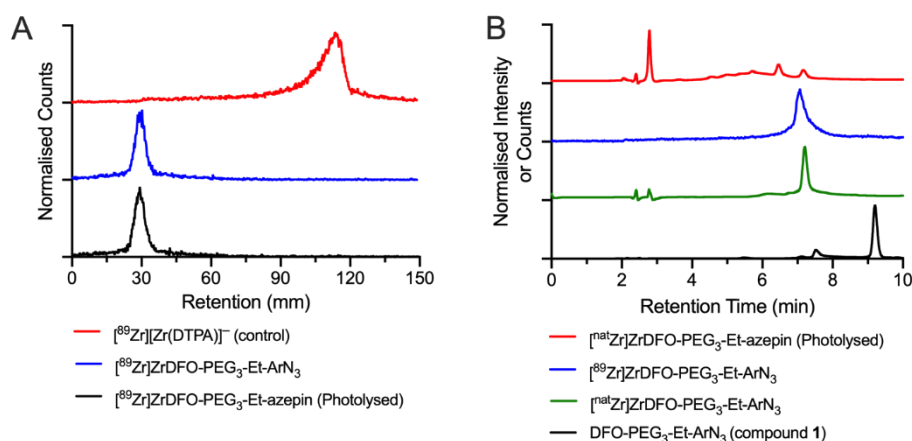 A
Normalised Counts
0 30 60 90 120 150
Retention (mm)
[⁸⁹Zr][Zr(DTPA)]⁻ (control)
[⁸⁹Zr]ZrDFO-PEG₃-Et-ArN₃
[⁸⁹Zr]ZrDFO-PEG₃-Et-azepin (Photolysed)
B
Normalised Intensity
or Counts
0 2 4 6 8 10
Retention Time (min)
[ⁿᵃᵗZr]ZrDFO-PEG₃-Et-azepin (Photolysed)
[⁸⁹Zr]ZrDFO-PEG₃-Et-ArN₃
[ⁿᵃᵗZr]ZrDFO-PEG₃-Et-ArN₃
DFO-PEG₃-Et-ArN₃ (compound 1)